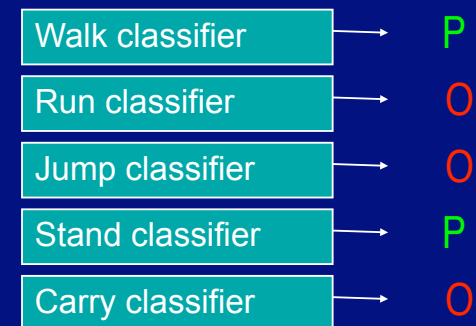 Walk classifier P
Run classifier O
Jump classifier O
Stand classifier P
Carry classifier O